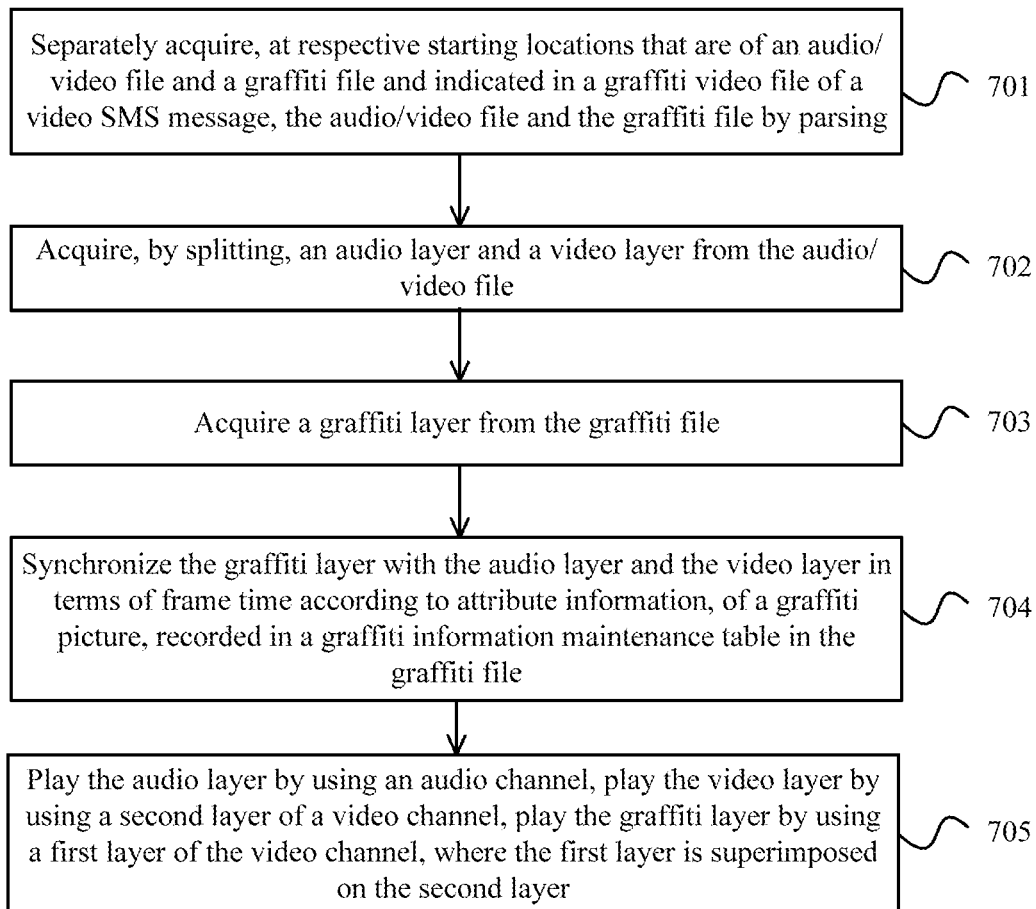 Separately acquire, at respective starting locations that are of an audio/
video file and a graffiti file and indicated in a graffiti video file of a
video SMS message, the audio/video file and the graffiti file by parsing
701
Acquire, by splitting, an audio layer and a video layer from the audio/
video file
702
Acquire a graffiti layer from the graffiti file
703
Synchronize the graffiti layer with the audio layer and the video layer in
terms of frame time according to attribute information, of a graffiti
picture, recorded in a graffiti information maintenance table in the
graffiti file
704
Play the audio layer by using an audio channel, play the video layer by
using a second layer of a video channel, play the graffiti layer by using
a first layer of the video channel, where the first layer is superimposed
on the second layer
705